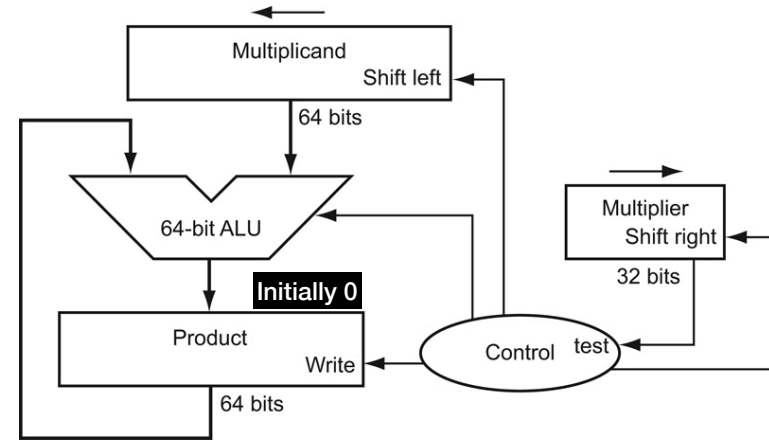 Multiplicand
Shift left
64 bits
64-bit ALU
Multiplier
Shift right
32 bits
Initially 0
Product
Write
64 bits
Control
test